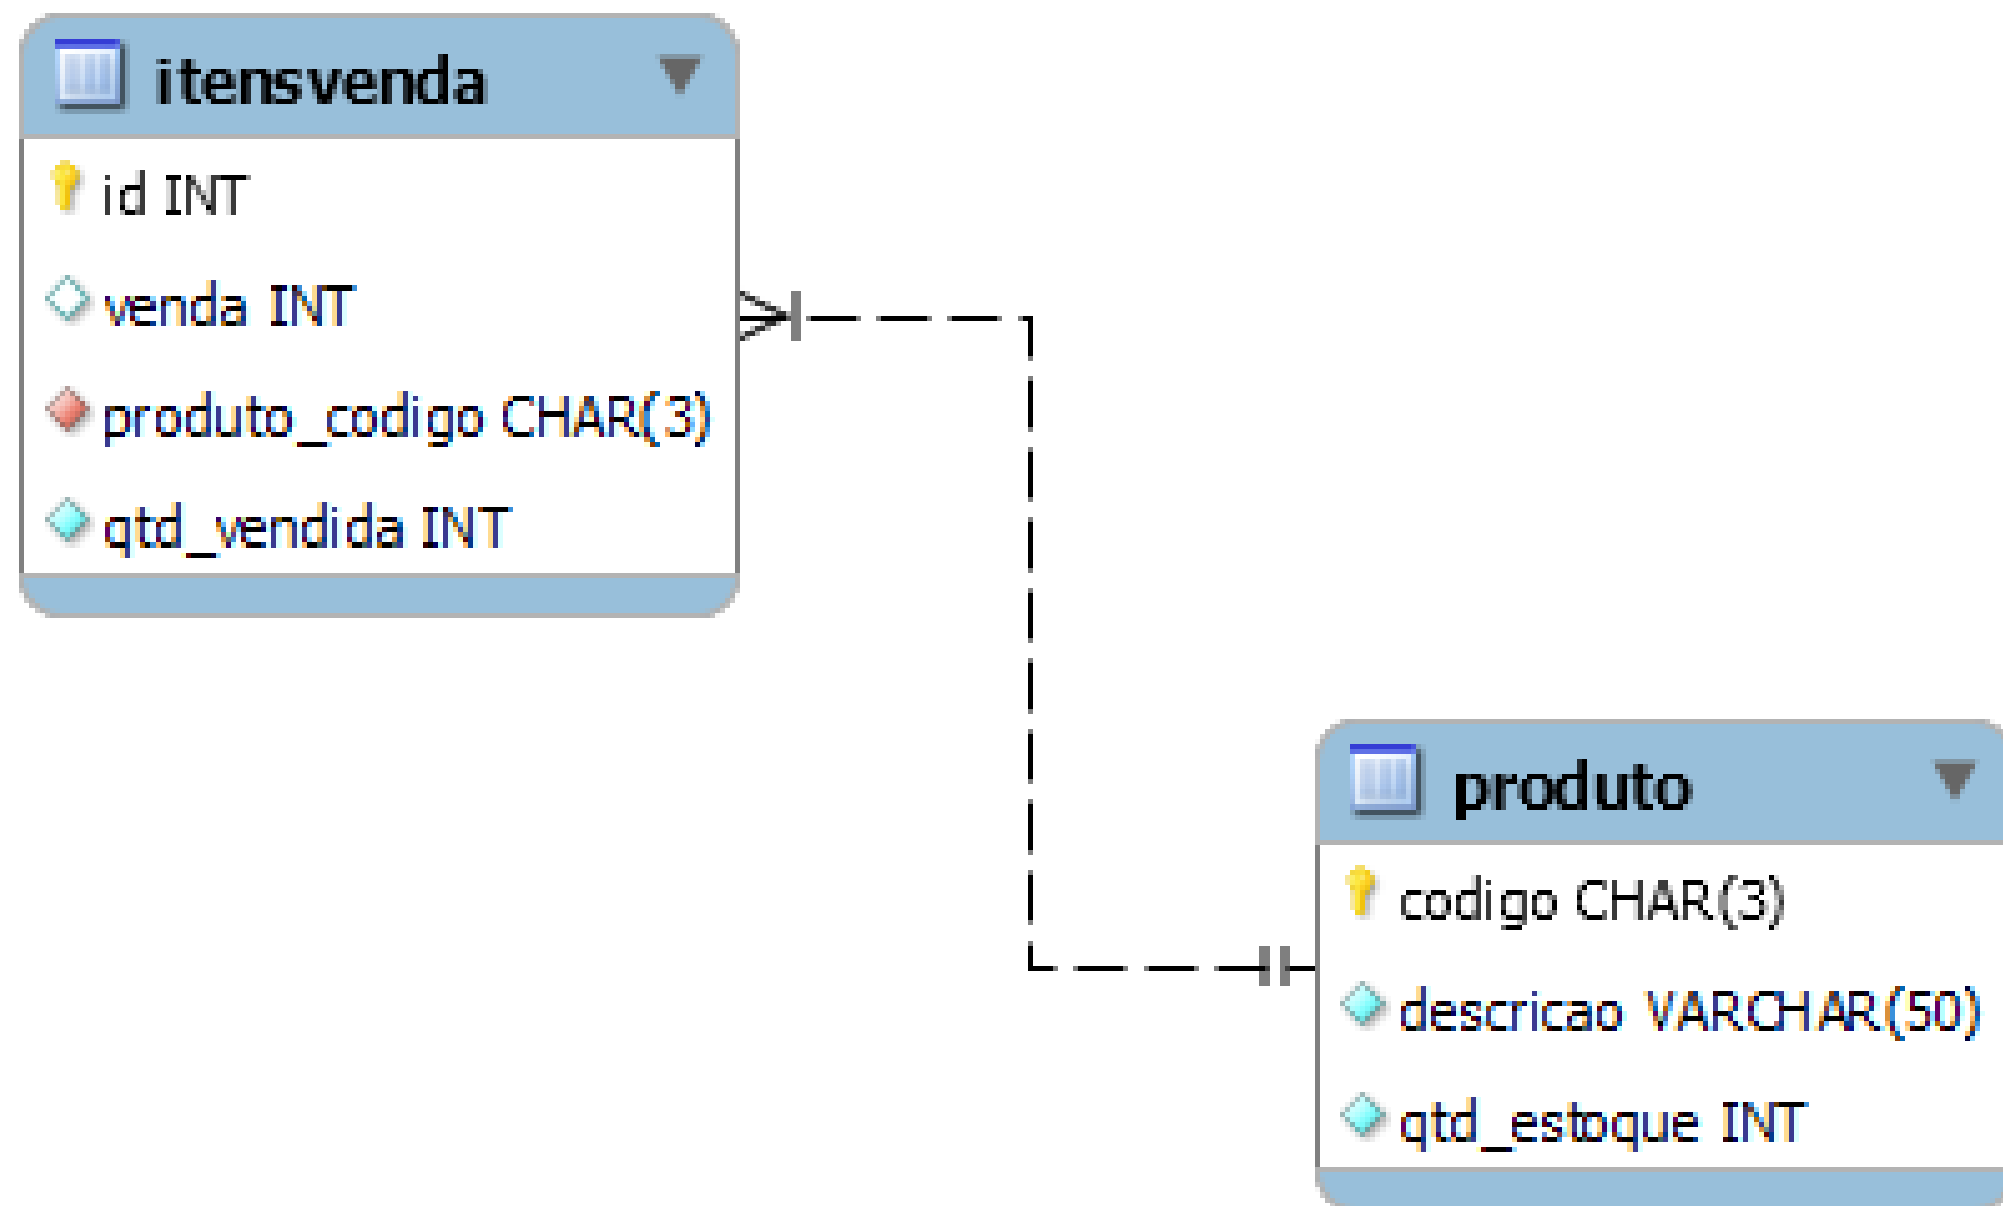 itensvenda
id INT
venda INT
produto_codigo CHAR(3)
qtd_vendida INT
produto
codigo CHAR(3)
descricao VARCHAR(50)
qtd_estoque INT